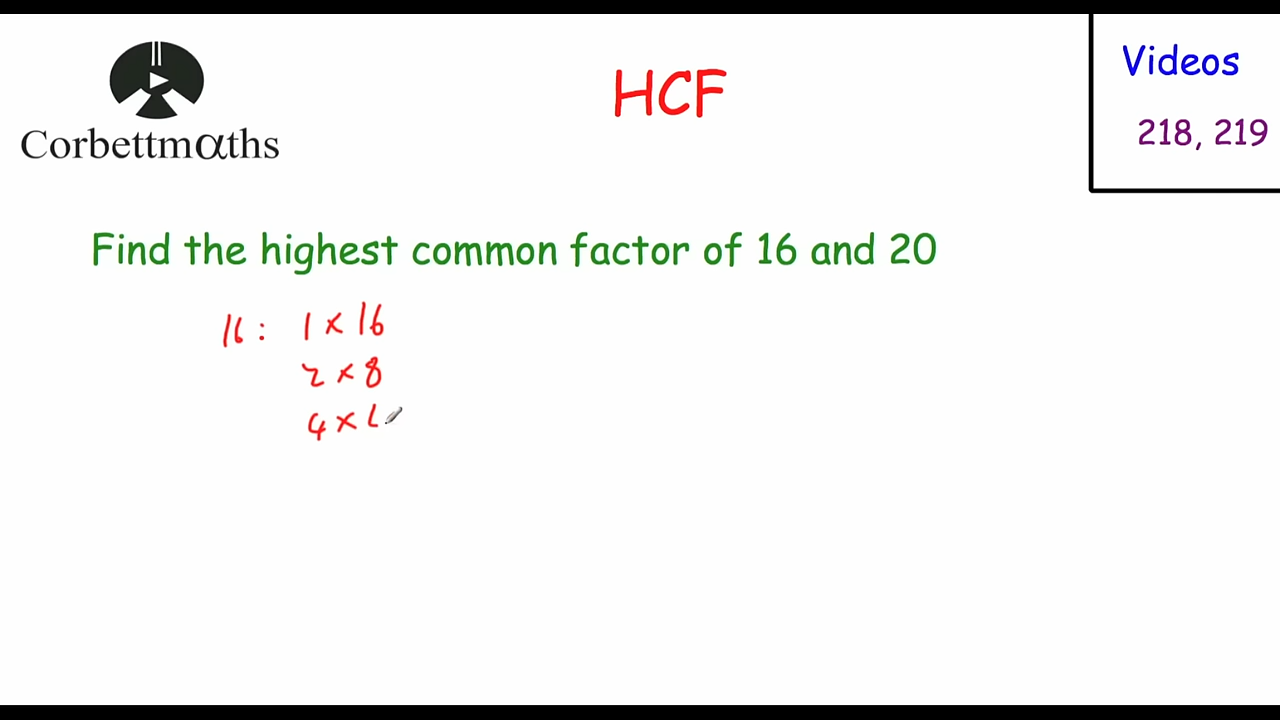 Corbettmαths
HCF
Videos
218, 219
Find the highest common factor of 16 and 20
16: 1 × 16
2 × 8
4 ×